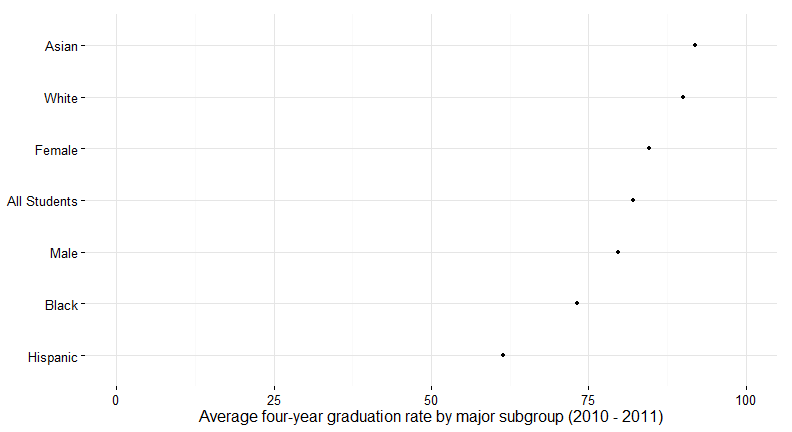 Asian
White
Female
All Students
Male
Black
Hispanic
0 25 50 75 100
Average four-year graduation rate by major subgroup (2010 - 2011)